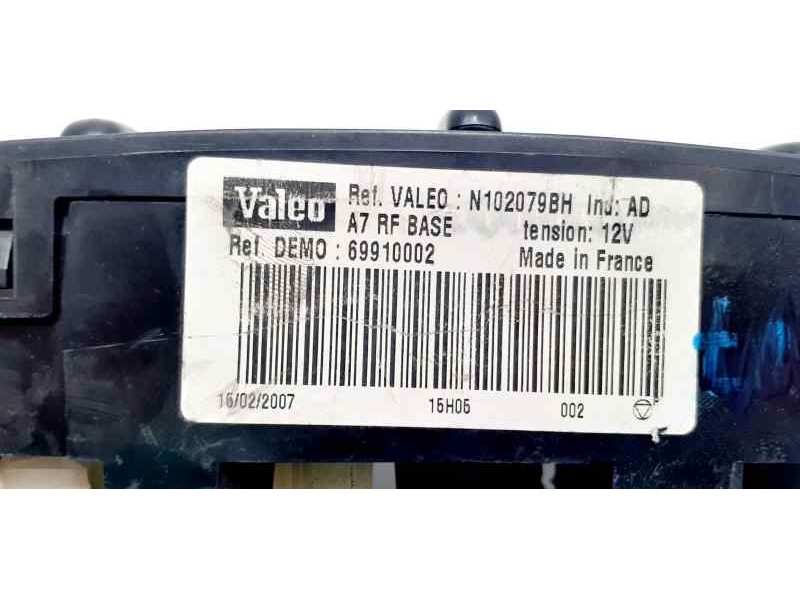 Valeo
Ref. VALEO : N102079BH Ind: AD
A7 RF BASE tension: 12V
Ref DEMO : 69910002 Made in France
16/02/2007 15H05 002